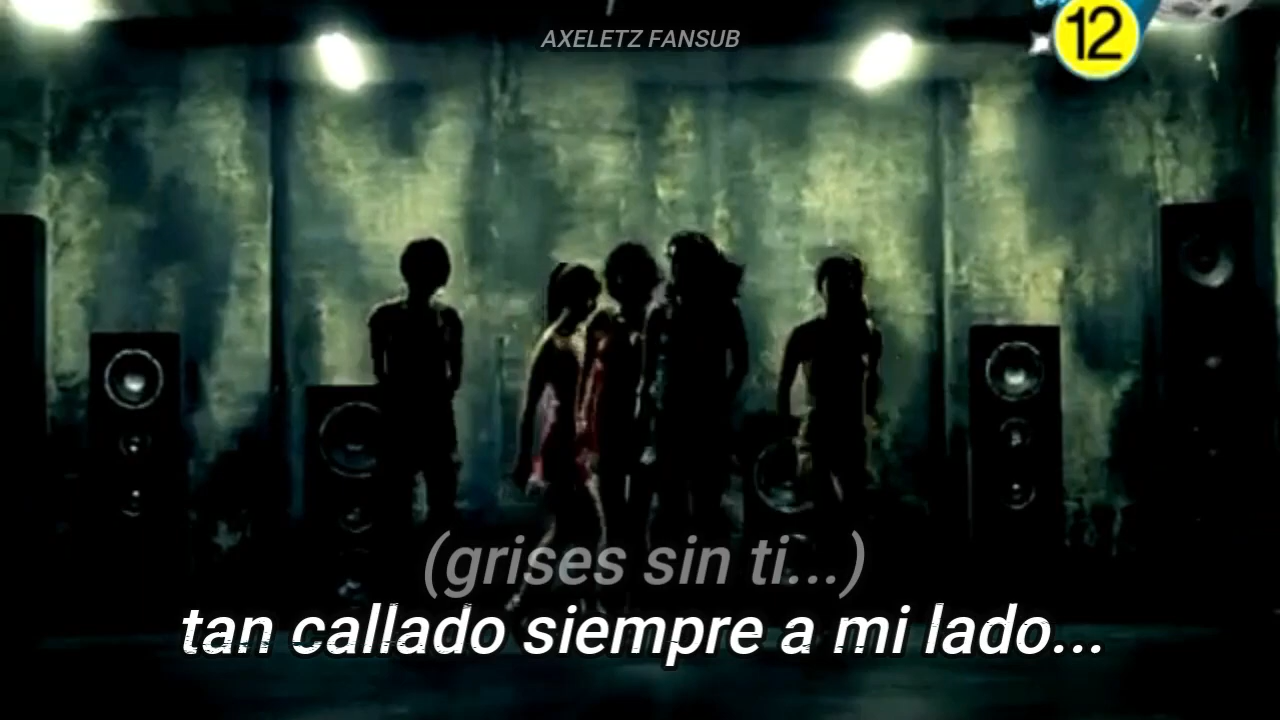 AXELETZ FANSUB
12
(grises sin ti...)
tan callado siempre a mi lado...